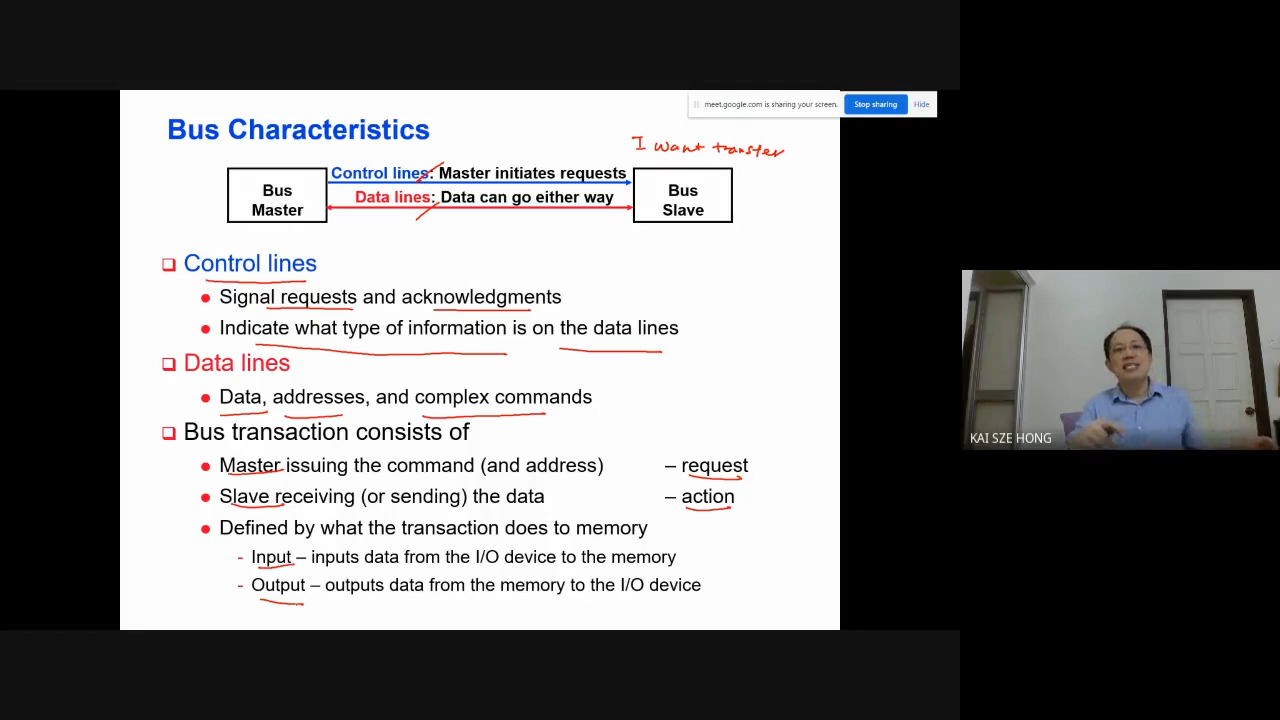 meet.google.com is sharing your screen.
Stop sharing
Hide
Bus Characteristics
I want transfer
Control lines: Master initiates requests
Bus Master
Data lines: Data can go either way
Bus Slave
Control lines
Signal requests and acknowledgments
Indicate what type of information is on the data lines
Data lines
Data, addresses, and complex commands
Bus transaction consists of
Master issuing the command (and address) – request
Slave receiving (or sending) the data – action
Defined by what the transaction does to memory
- Input – inputs data from the I/O device to the memory
- Output – outputs data from the memory to the I/O device
KAI SZE HONG